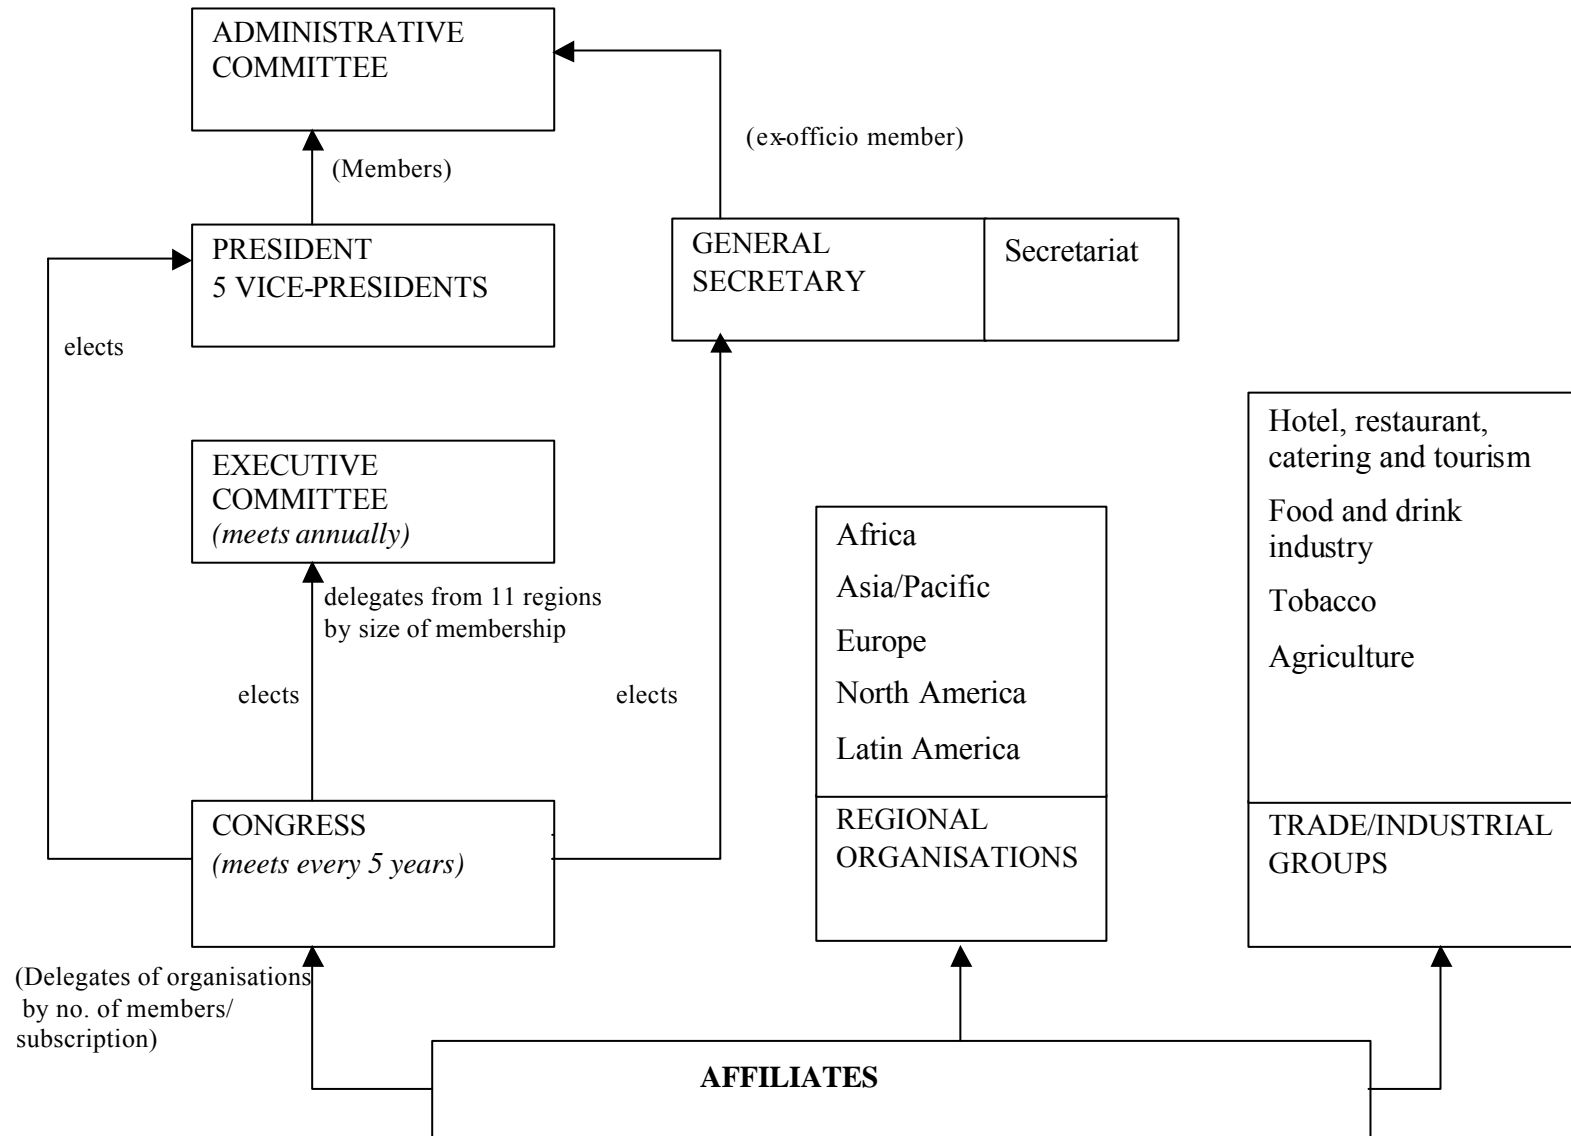 ADMINISTRATIVE
COMMITTEE
(ex-officio member)
(Members)
PRESIDENT
5 VICE-PRESIDENTS
GENERAL
SECRETARY
Secretariat
elects
EXECUTIVE
COMMITTEE
(meets annually)
delegates from 11 regions
by size of membership
elects
elects
Africa
Asia/Pacific
Europe
North America
Latin America
REGIONAL
ORGANISATIONS
Hotel, restaurant,
catering and tourism
Food and drink
industry
Tobacco
Agriculture
TRADE/INDUSTRIAL
GROUPS
CONGRESS
(meets every 5 years)
(Delegates of organisations
by no. of members/
subscription)
AFFILIATES